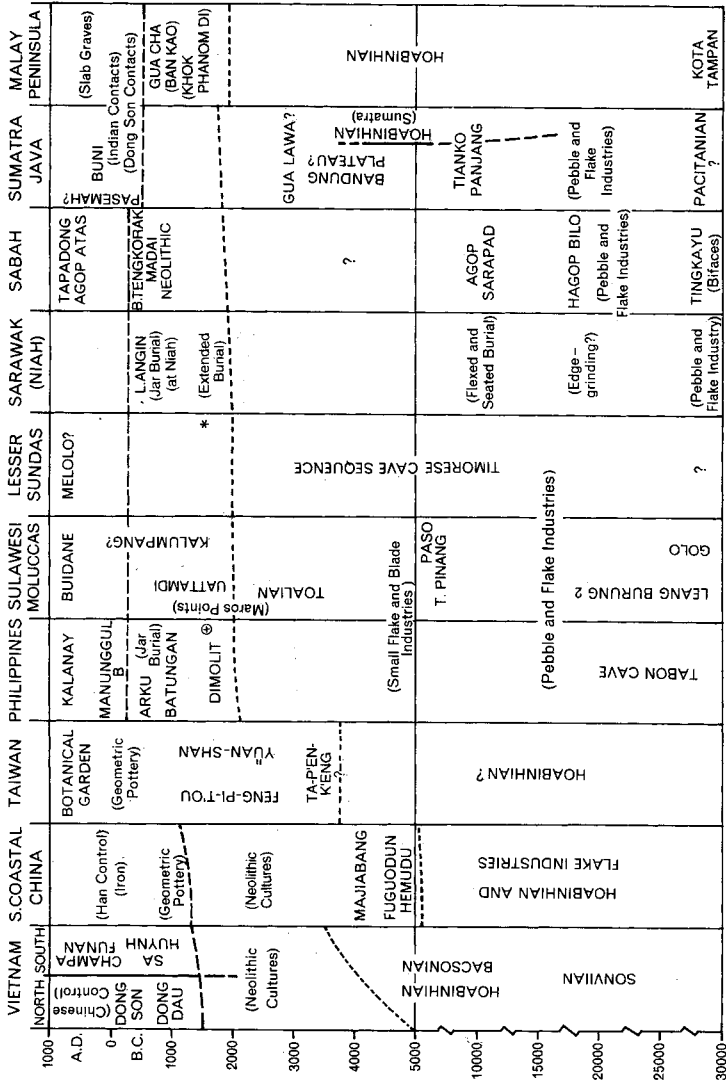 VIETNAM
NORTH SOUTH
S.COASTAL
CHINA
TAIWAN
PHILIPPINES
SULAWESI
MOLUCCAS
LESSER
SUNDAS
SARAWAK
(NIAH)
SABAH
SUMATRA
JAVA
MALAY
PENINSULA
1000
A.D.
0
B.C.
1000
2000
3000
4000
5000
10000
15000
20000
25000
30000
(Chinese
Control)
DONG
SON
DONG
DAU
CHAMPA
FUNAN
SA
HUYNH
(Neolithic
Cultures)
HOABINHIAN
BACSONIAN
SONVIIAN
(Han Control)
(Iron)
(Geometric
Pottery)
(Neolithic
Cultures)
MAJIABANG
FUGUODUN
HEMUDU
HOABINHIAN AND
FLAKE INDUSTRIES
BOTANICAL
GARDEN
(Geometric
Pottery)
FENG-PI-T'OU
YÜAN-SHAN
TA-P'EN-
K'ENG
?
HOABINHIAN?
KALANAY
MANUNGGUL
B
ARKU (Jar
Burial)
BATUNGAN
DIMOLIT ⊕
TABON CAVE
BUIDANE
KALUMPANG?
UATTAMDI
(Maros Points)
TOALIAN
(Small Flake and Blade
Industries)
PASO
T. PINANG
(Pebble and Flake Industries)
LEANG BURUNG 2
GOLO
MELOLO?
*
TIMORESE CAVE SEQUENCE
?
L.ANGIN
(Jar Burial)
(at Niah)
(Extended
Burial)
(Flexed and
Seated Burial)
(Edge-
grinding?)
(Pebble and
Flake Industry)
TAPADONG
AGOP ATAS
B.TENGKORAK
MADAI
NEOLITHIC
?
AGOP
SARAPAD
HAGOP BILO
(Pebble and
Flake Industries)
TINGKAYU
(Bifaces)
PASEMAH?
BUNI
(Indian Contacts)
(Dong Son Contacts)
GUA LAWA?
BANDUNG
PLATEAU?
HOABINHIAN
(Sumatra)
TIANKO
PANJANG
(Pebble and
Flake
Industries)
PACITANIAN
?
(Slab Graves)
GUA CHA
(BAN KAO)
(KHOK
PHANOM DI)
HOABINHIAN
KOTA
TAMPAN